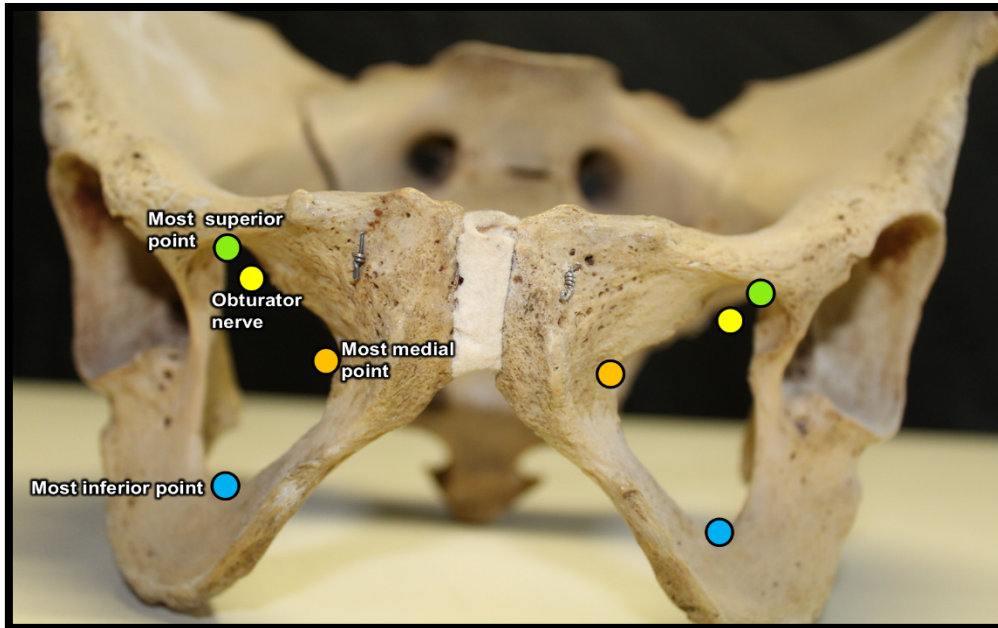 Most superior
point
Obturator
nerve
Most medial
point
Most inferior point